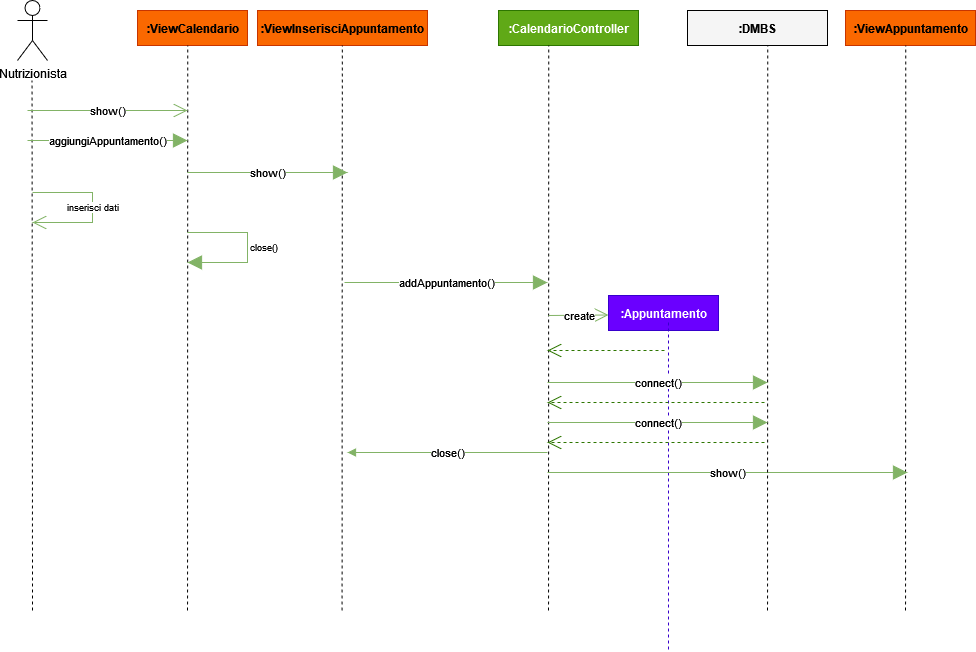 :ViewCalendario
:ViewInserisciAppuntamento
:CalendarioController
:DMBS
:ViewAppuntamento
Nutrizionista
show()
aggiungiAppuntamento()
show()
inserisci dati
close()
addAppuntamento()
create
:Appuntamento
connect()
connect()
close()
show()